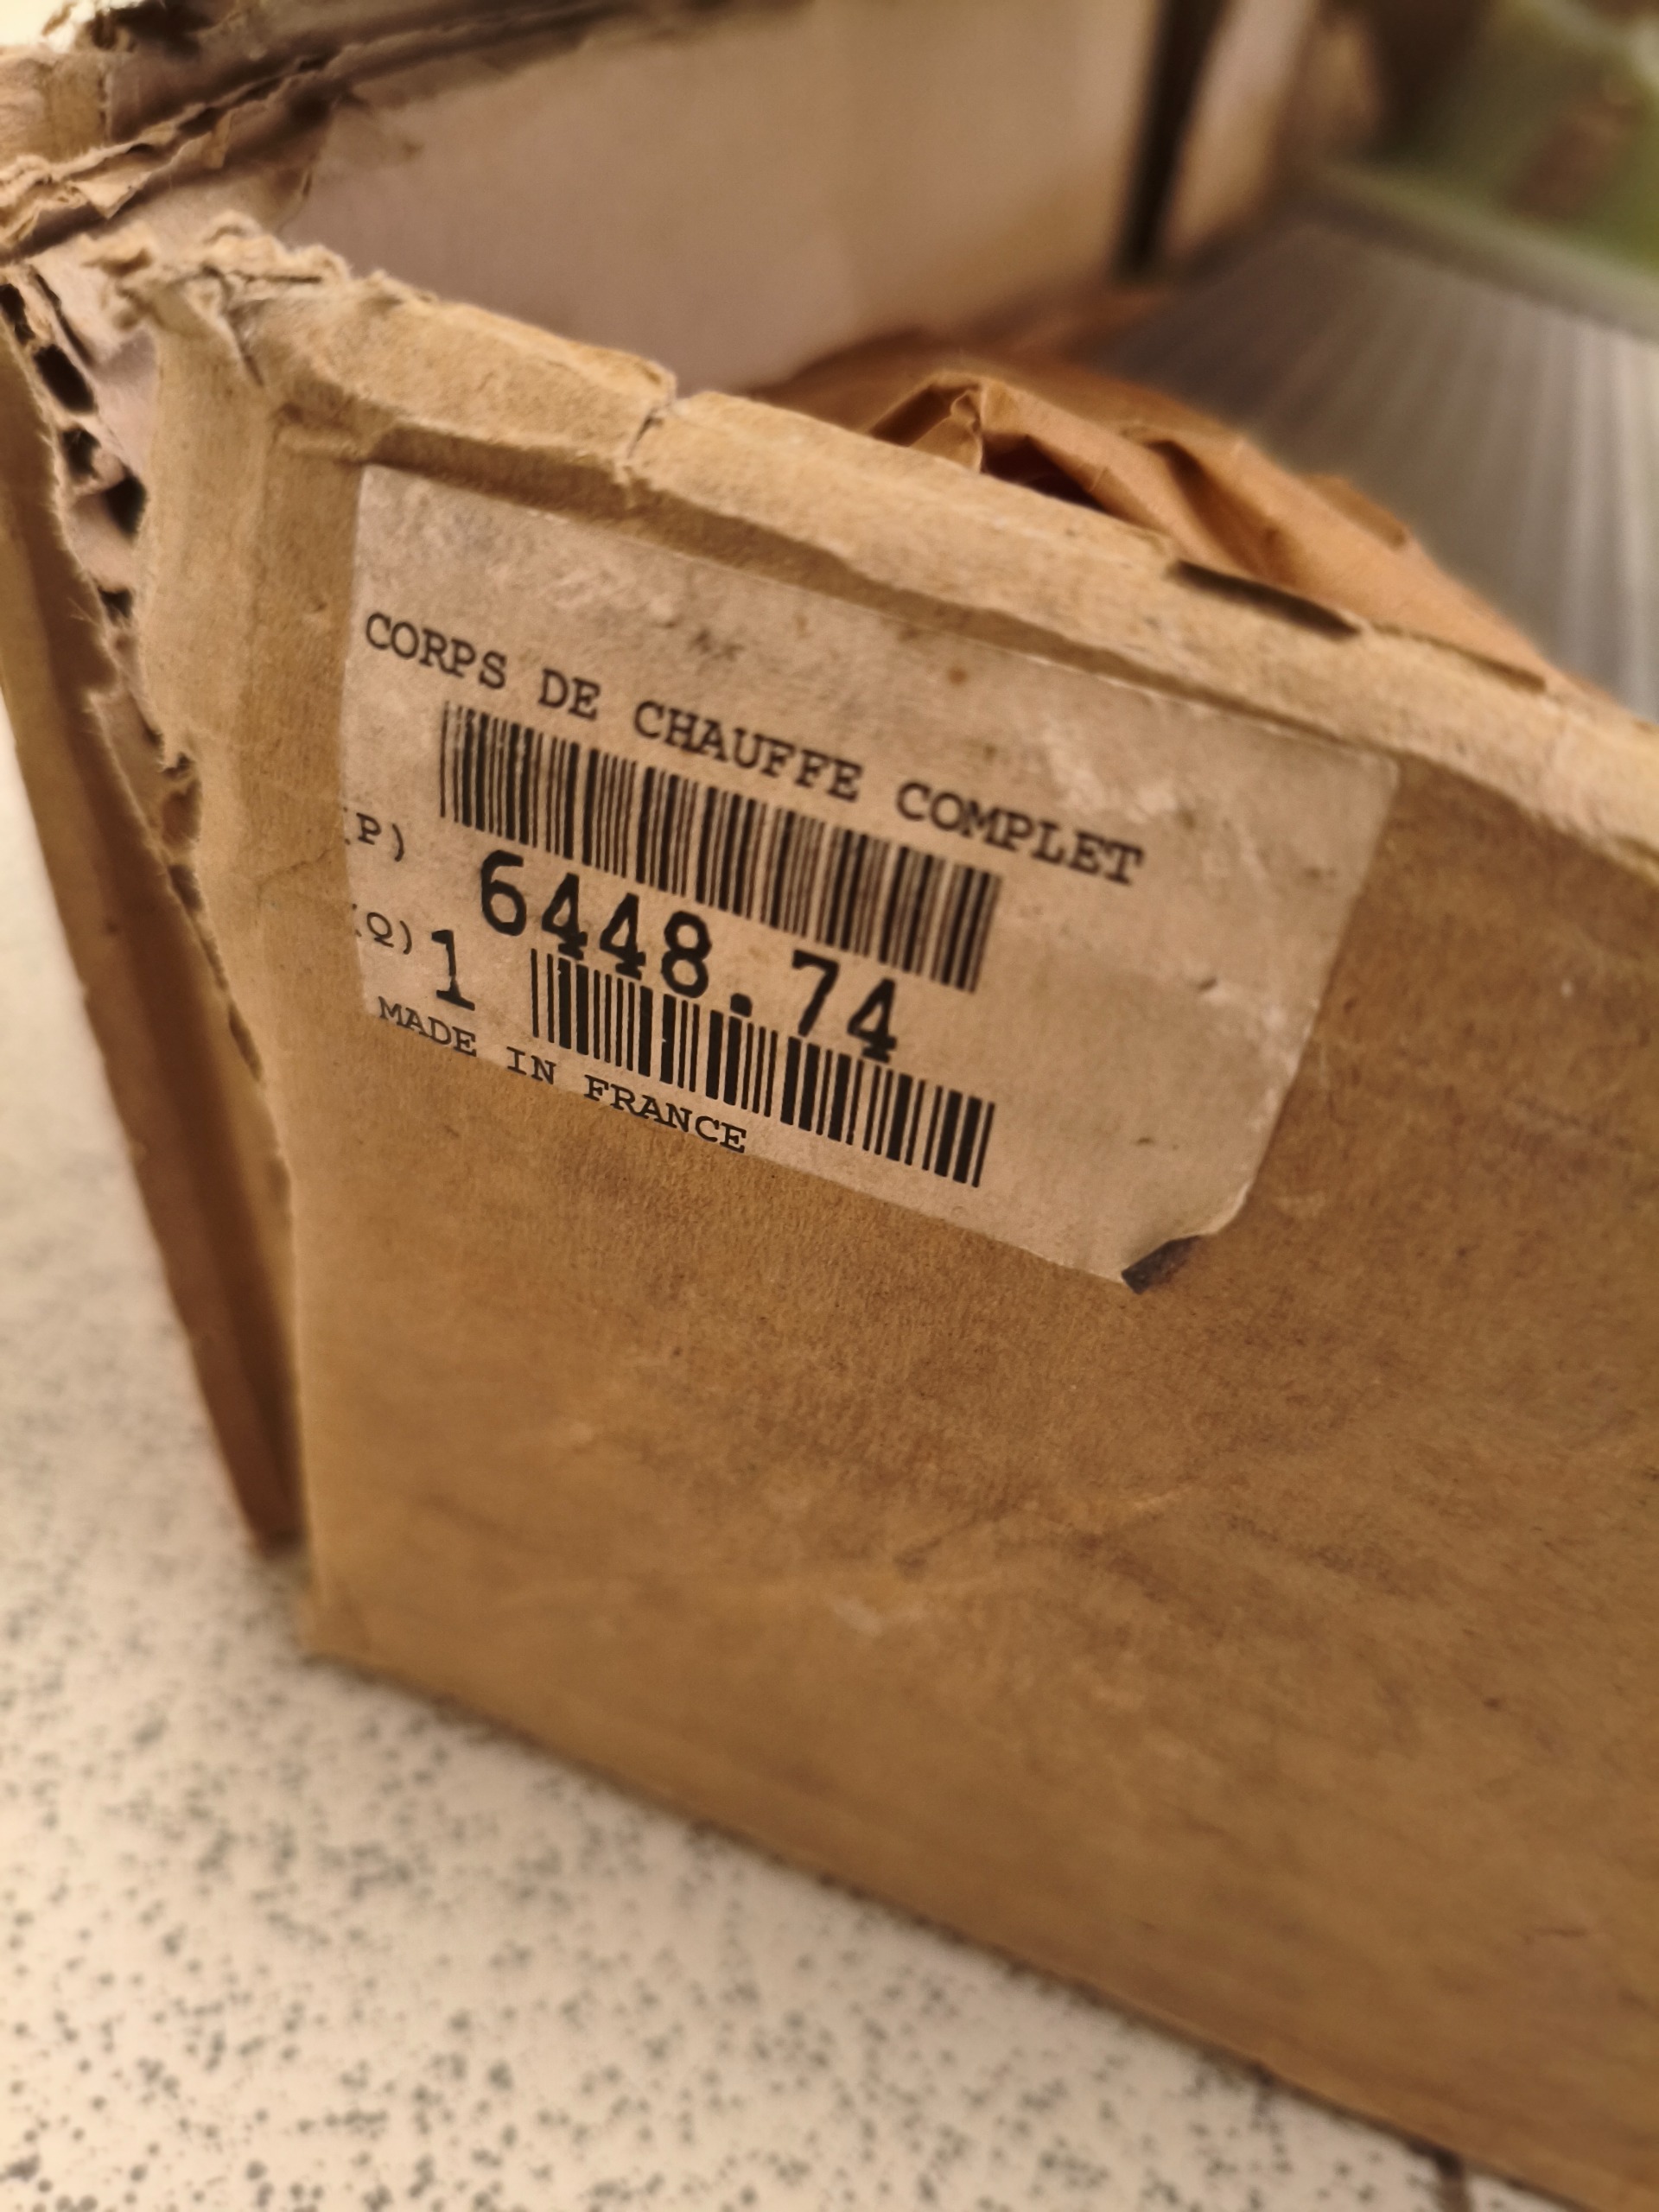 CORPS DE CHAUFFE COMPLET
(P) 6448.74
(Q) 1
MADE IN FRANCE